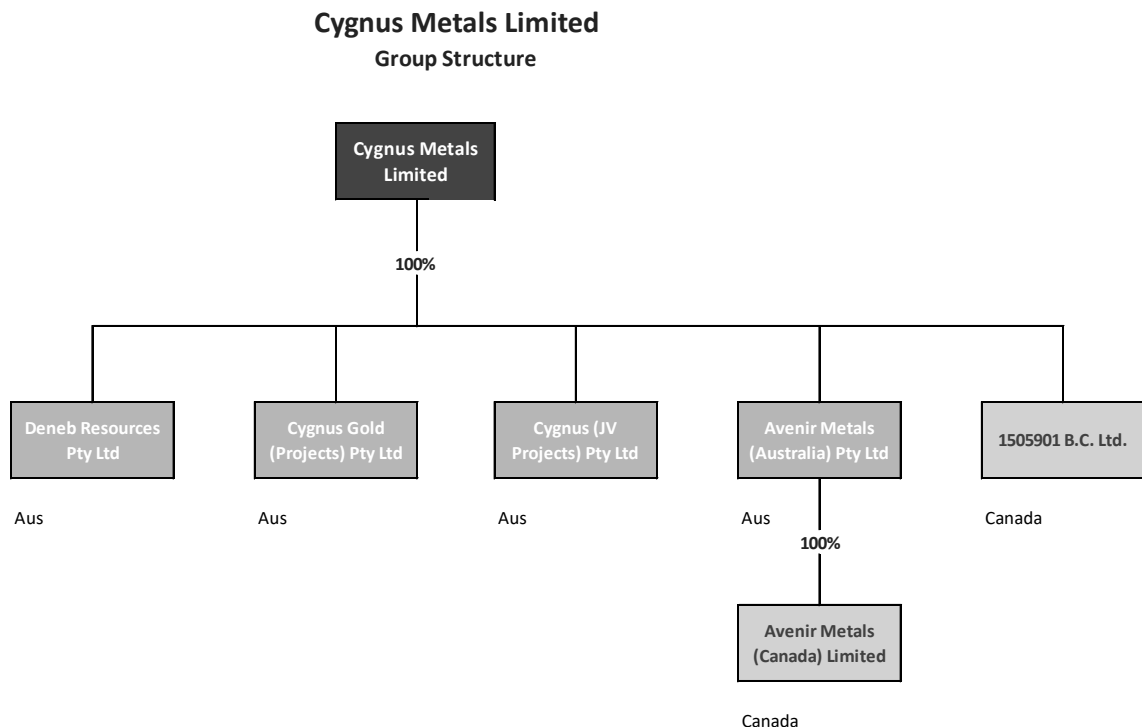 Cygnus Metals Limited
Group Structure
Cygnus Metals
Limited
100%
Deneb Resources
Pty Ltd
Cygnus Gold
(Projects) Pty Ltd
Cygnus (JV
Projects) Pty Ltd
Avenir Metals
(Australia) Pty Ltd
1505901 B.C. Ltd.
Aus
Aus
Aus
Aus
Canada
100%
Avenir Metals
(Canada) Limited
Canada